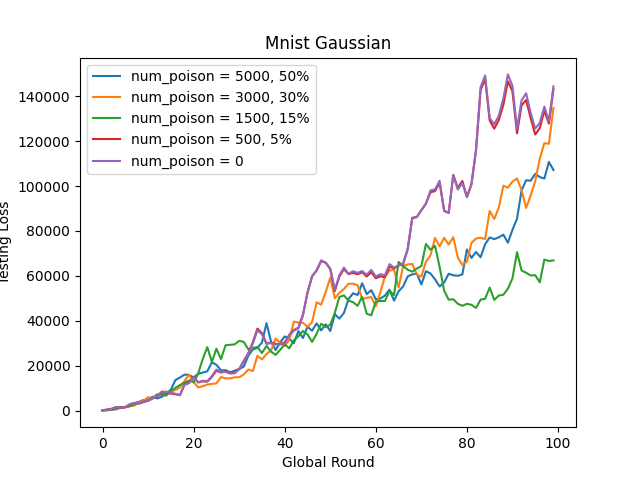 Mnist Gaussian
num_poison = 5000, 50%
num_poison = 3000, 30%
num_poison = 1500, 15%
num_poison = 500, 5%
num_poison = 0
140000
120000
100000
80000
60000
40000
20000
0
Testing Loss
0 20 40 60 80 100
Global Round